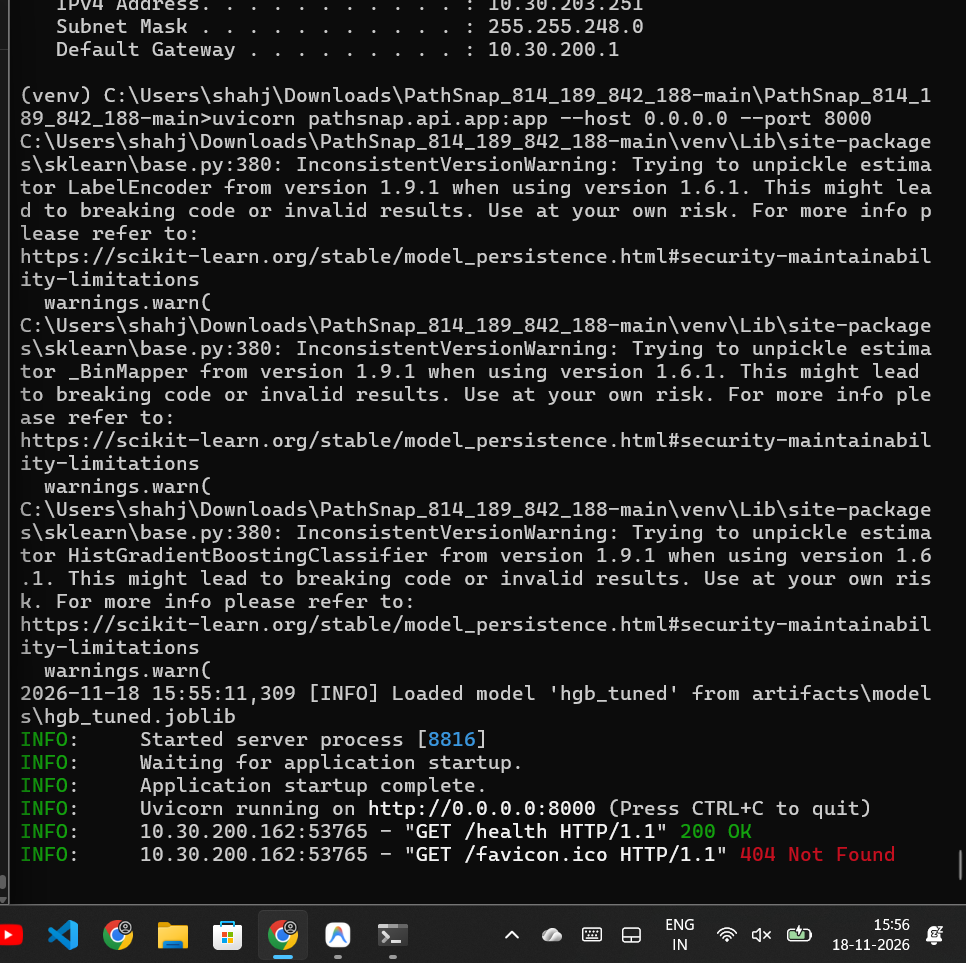 IPv4 Address. . . . . . . . . . . : 10.30.203.251
Subnet Mask . . . . . . . . . . . : 255.255.248.0
Default Gateway . . . . . . . . . : 10.30.200.1
(venv) C:\Users\shahj\Downloads\PathSnap_814_189_842_188-main\PathSnap_814_1
89_842_188-main>uvicorn pathsnap.api.app:app --host 0.0.0.0 --port 8000
C:\Users\shahj\Downloads\PathSnap_814_189_842_188-main\venv\Lib\site-package
s\sklearn\base.py:380: InconsistentVersionWarning: Trying to unpickle estima
tor LabelEncoder from version 1.9.1 when using version 1.6.1. This might lea
d to breaking code or invalid results. Use at your own risk. For more info p
lease refer to:
https://scikit-learn.org/stable/model_persistence.html#security-maintainabil
ity-limitations
  warnings.warn(
C:\Users\shahj\Downloads\PathSnap_814_189_842_188-main\venv\Lib\site-package
s\sklearn\base.py:380: InconsistentVersionWarning: Trying to unpickle estima
tor _BinMapper from version 1.9.1 when using version 1.6.1. This might lead
to breaking code or invalid results. Use at your own risk. For more info ple
ase refer to:
https://scikit-learn.org/stable/model_persistence.html#security-maintainabil
ity-limitations
  warnings.warn(
C:\Users\shahj\Downloads\PathSnap_814_189_842_188-main\venv\Lib\site-package
s\sklearn\base.py:380: InconsistentVersionWarning: Trying to unpickle estima
tor HistGradientBoostingClassifier from version 1.9.1 when using version 1.6
.1. This might lead to breaking code or invalid results. Use at your own ris
k. For more info please refer to:
https://scikit-learn.org/stable/model_persistence.html#security-maintainabil
ity-limitations
  warnings.warn(
2026-11-18 15:55:11,309 [INFO] Loaded model 'hgb_tuned' from artifacts\model
s\hgb_tuned.joblib
INFO:     Started server process [8816]
INFO:     Waiting for application startup.
INFO:     Application startup complete.
INFO:     Uvicorn running on http://0.0.0.0:8000 (Press CTRL+C to quit)
INFO:     10.30.200.162:53765 - "GET /health HTTP/1.1" 200 OK
INFO:     10.30.200.162:53765 - "GET /favicon.ico HTTP/1.1" 404 Not Found
ENG
IN
15:56
18-11-2026